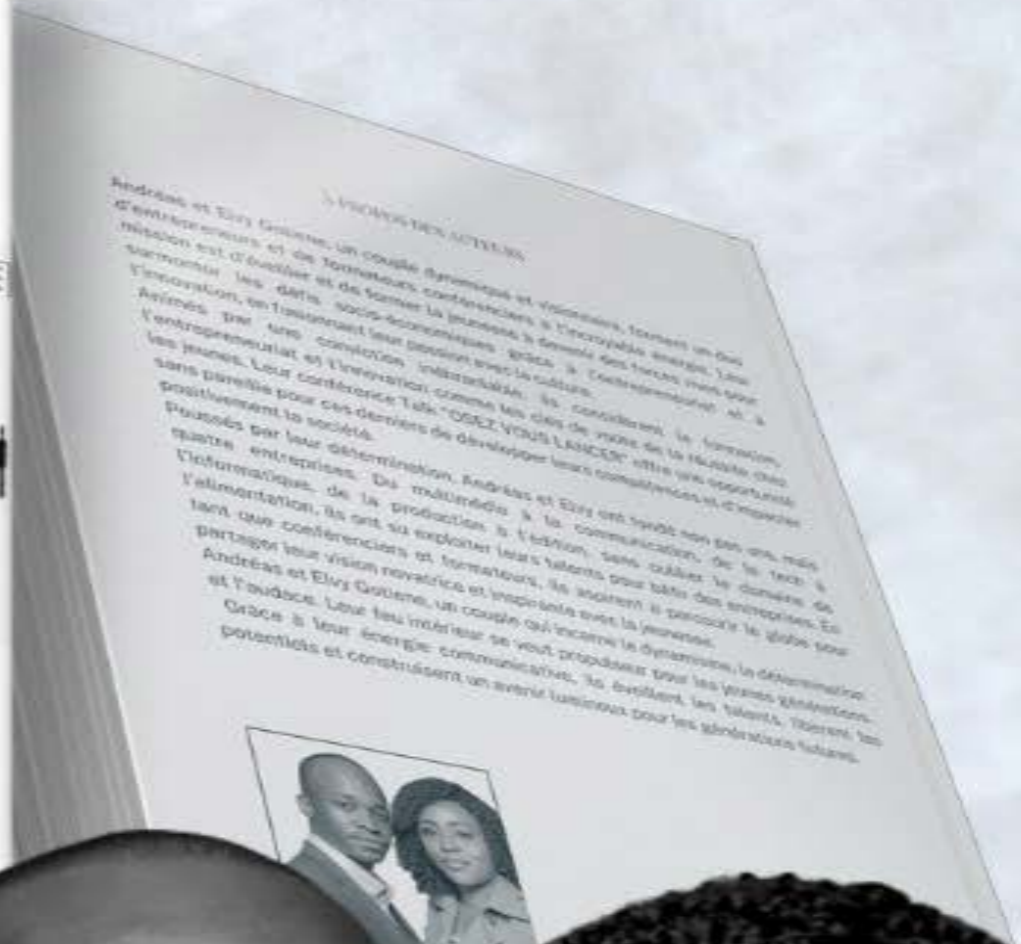 À PROPOS DES AUTEURS
Andréas et Elvy Gotiene, un couple dynamique et visionnaire, forment un duo
d'entrepreneurs et de formateurs conférenciers à l'incroyable énergie. Leur
mission est d'éveiller et de former la jeunesse à devenir des forces vives pour
surmonter les défis socio-économiques grâce à l'entrepreneuriat et à
l'innovation, en fusionnant leur passion avec la culture.
Animés par une conviction inébranlable, ils considèrent la formation,
l'entrepreneuriat et l'innovation comme les clés de voûte de la réussite chez
les jeunes. Leur conférence Talk "OSEZ VOUS LANCER" offre une opportunité
sans pareille pour ces derniers de développer leurs compétences et d'impacter
positivement la société.
Poussés par leur détermination, Andréas et Elvy ont fondé non pas une, mais
quatre entreprises. Du multimédia à la communication, de la tech à
l'informatique, de la production à l'édition, sans oublier le domaine de
l'alimentation, ils ont su exploiter leurs talents pour bâtir des entreprises. En
tant que conférenciers et formateurs, ils aspirent à parcourir le globe pour
partager leur vision novatrice et inspirante avec la jeunesse.
Andréas et Elvy Gotiene, un couple qui incarne le dynamisme, la détermination
et l'audace. Leur feu intérieur se veut propulseur pour les jeunes générations.
Grâce à leur énergie communicative, ils éveillent les talents, libèrent les
potentiels et construisent un avenir lumineux pour les générations futures.